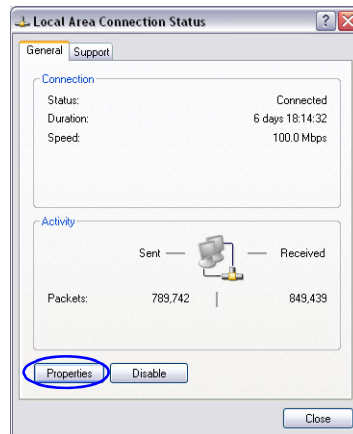 Local Area Connection Status
General Support
Connection
Status: Connected
Duration: 6 days 18:14:32
Speed: 100.0 Mbps
Activity
Sent — — Received
Packets: 789,742 | 849,439
Properties Disable
Close